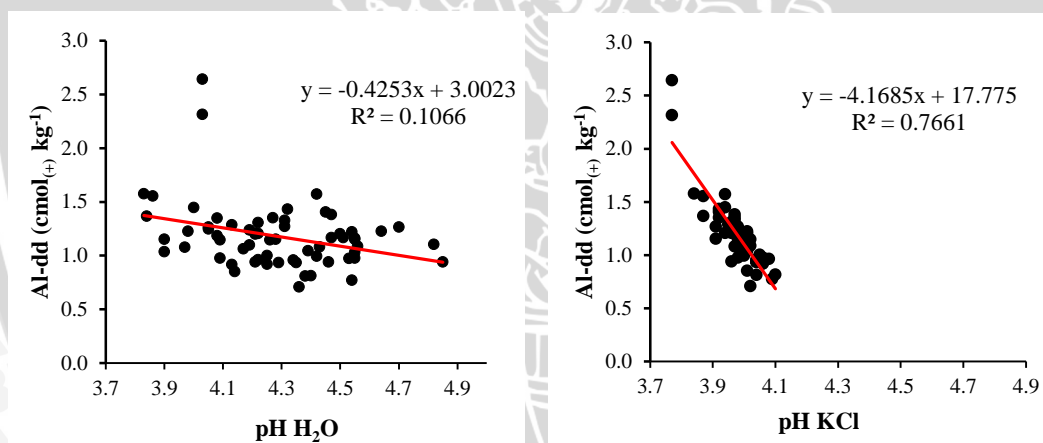 3.0
2.5
2.0
1.5
1.0
0.5
0.0
Al-dd (cmol(+) kg-1)
y = -0.4253x + 3.0023
R² = 0.1066
3.7 3.9 4.1 4.3 4.5 4.7 4.9
pH H2O
3.0
2.5
2.0
1.5
1.0
0.5
0.0
Al-dd (cmol(+) kg-1)
y = -4.1685x + 17.775
R² = 0.7661
3.7 3.9 4.1 4.3 4.5 4.7 4.9
pH KCl